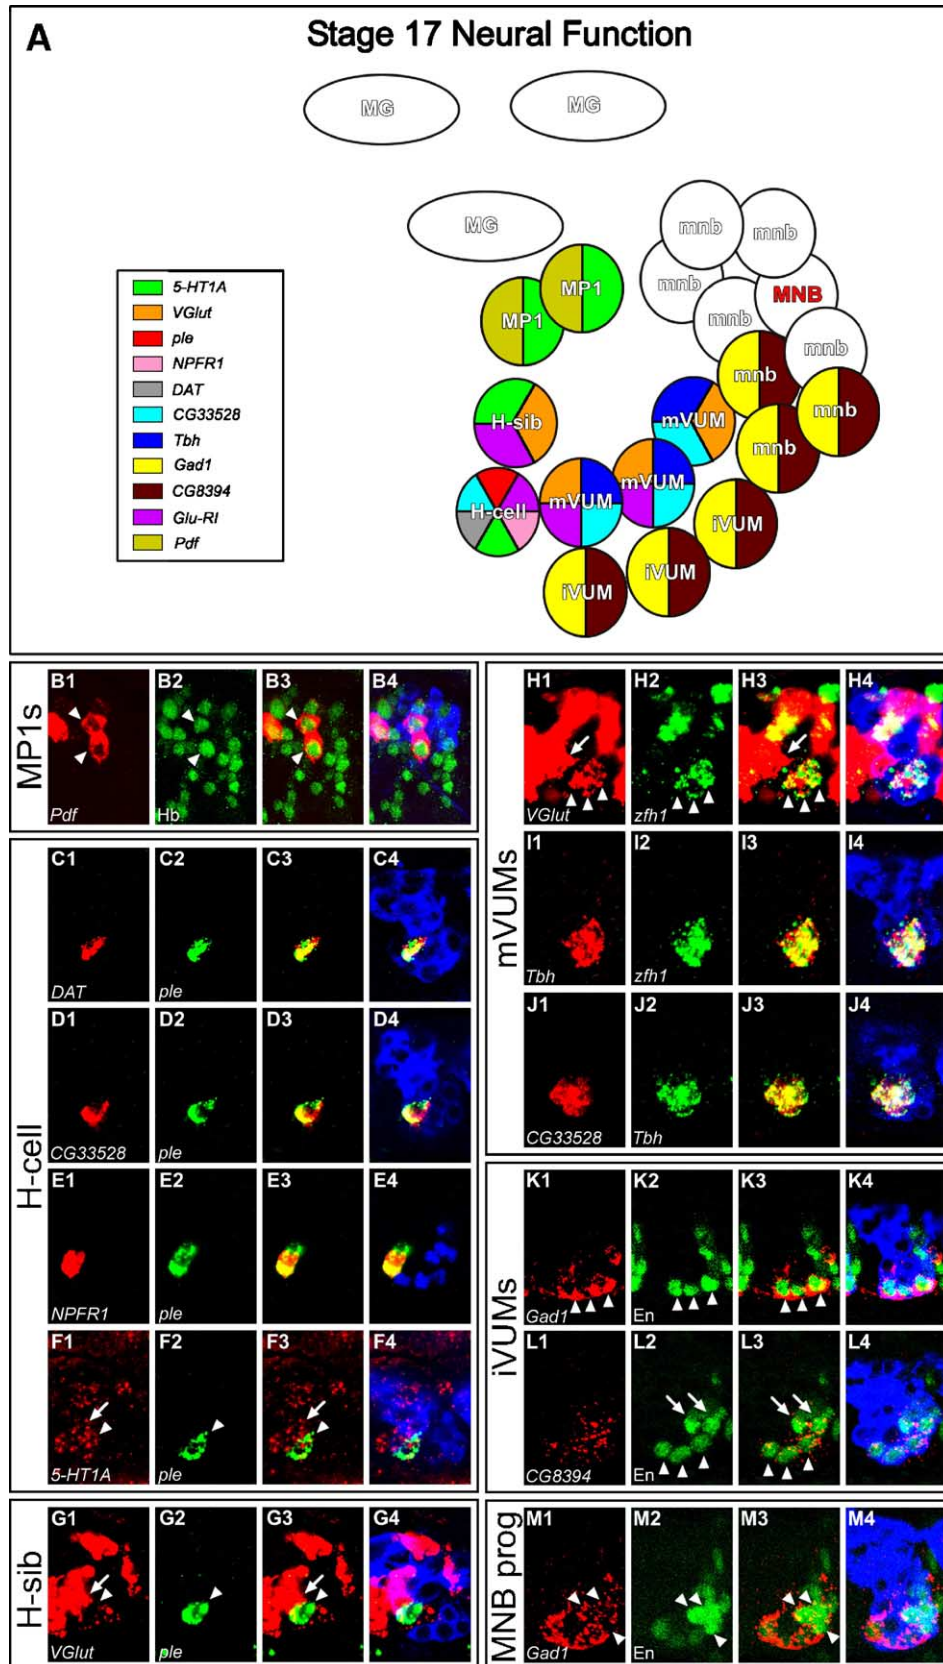 A
Stage 17 Neural Function
MG
MG
MG
mnb
mnb
mnb
MNB
mnb
mnb
MP1
MP1
mnb
mnb
mnb
H-sib
mVUM
mVUM
H-cell
mVUM
iVUM
iVUM
iVUM
5-HT1A
VGlut
ple
NPFR1
DAT
CG33528
Tbh
Gad1
CG8394
Glu-RI
Pdf
MP1s
B1
B2
B3
B4
Pdf
Hb
H-cell
C1
C2
C3
C4
DAT
ple
D1
D2
D3
D4
CG33528
ple
E1
E2
E3
E4
NPFR1
ple
F1
F2
F3
F4
5-HT1A
ple
H-sib
G1
G2
G3
G4
VGlut
ple
mVUMs
H1
H2
H3
H4
VGlut
zfh1
I1
I2
I3
I4
Tbh
zfh1
J1
J2
J3
J4
CG33528
Tbh
iVUMs
K1
K2
K3
K4
Gad1
En
L1
L2
L3
L4
CG8394
En
MNB prog
M1
M2
M3
M4
Gad1
En